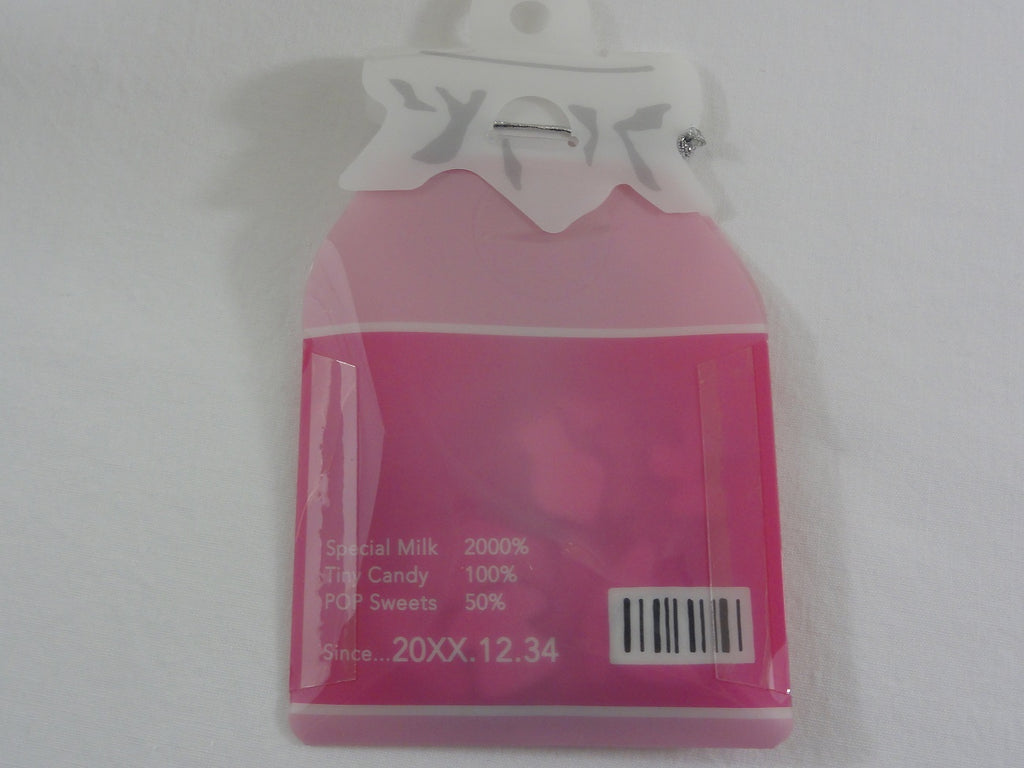 Special Milk 2000%
Tiny Candy 100%
POP Sweets 50%
Since...20XX.12.34